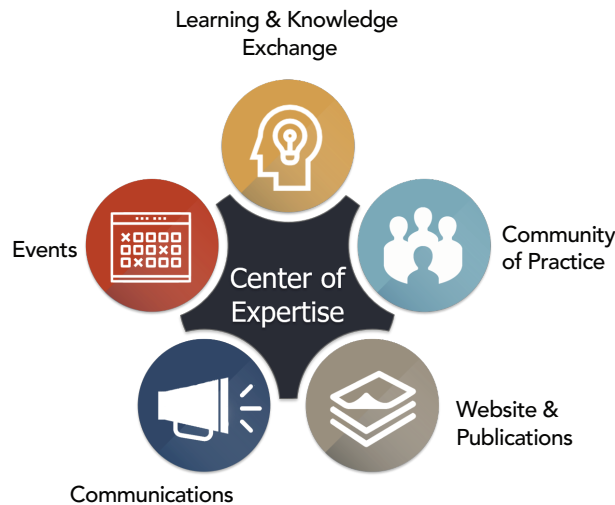 Learning & Knowledge
Exchange
Events
Community
of Practice
Center of
Expertise
Website &
Publications
Communications